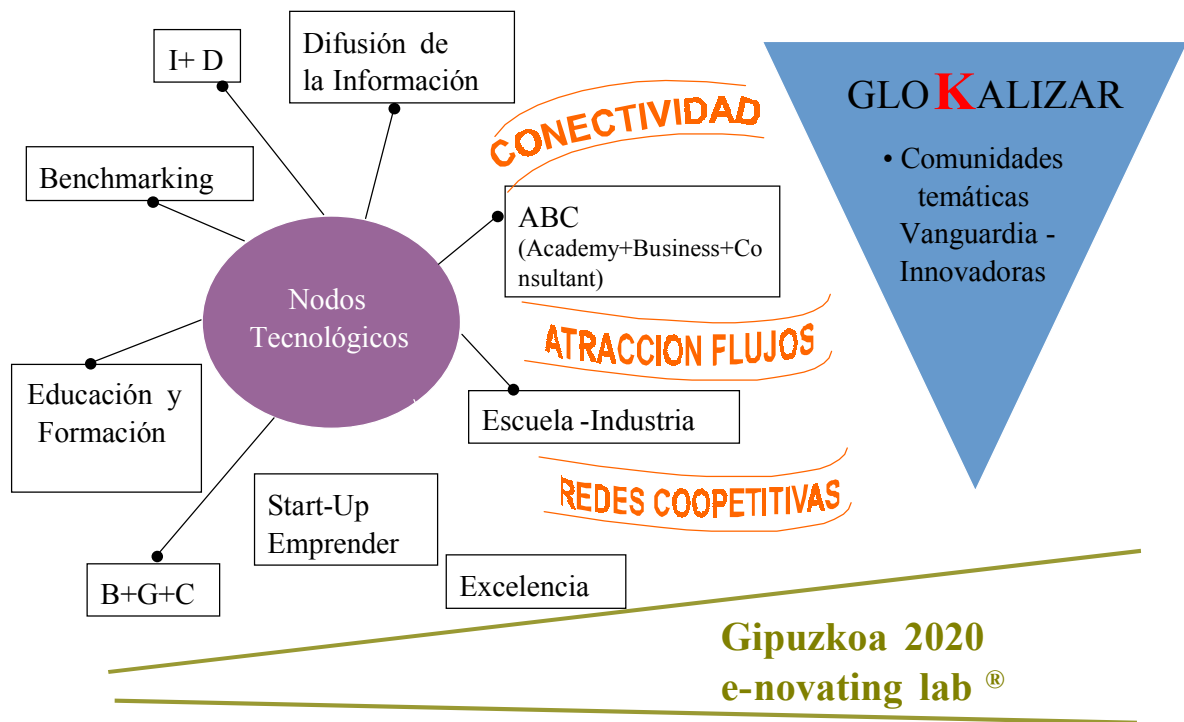 I+ D
Difusión de
la Información
Benchmarking
CONECTIVIDAD
GLOKALIZAR
• Comunidades
temáticas
Vanguardia -
Innovadoras
ABC
(Academy+Business+Co
nsultant)
Nodos
Tecnológicos
ATRACCION FLUJOS
Educación y
Formación
Escuela -Industria
REDES COOPETITIVAS
Start-Up
Emprender
B+G+C
Excelencia
Gipuzkoa 2020
e-novating lab ®